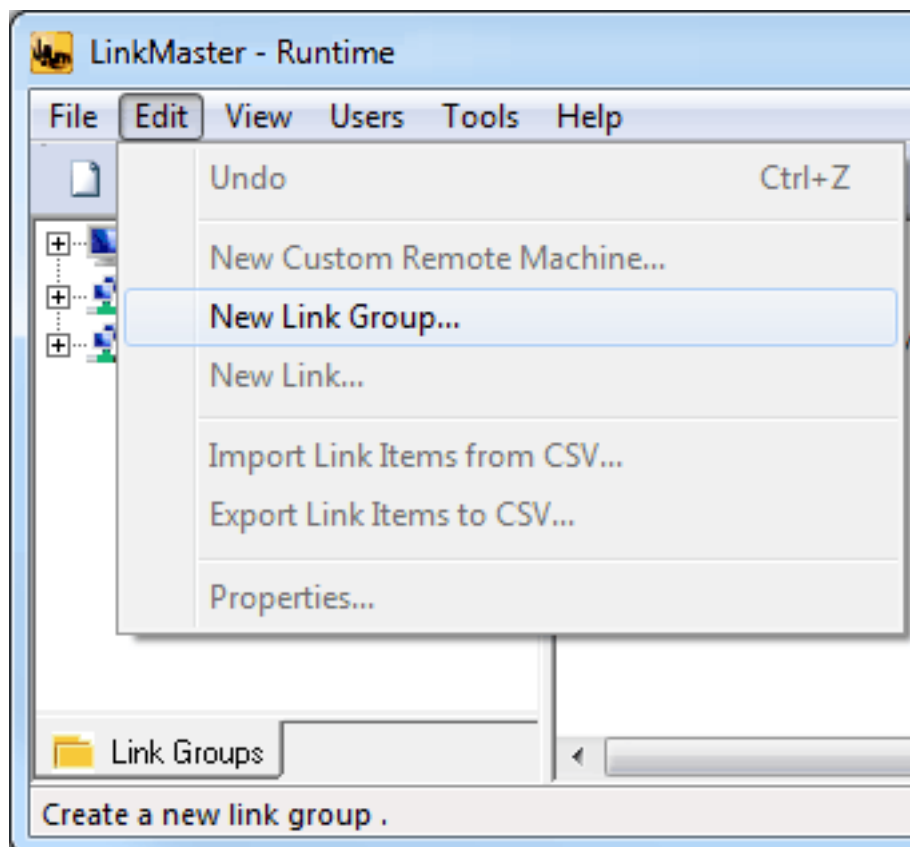 LinkMaster - Runtime
File Edit View Users Tools Help
Undo Ctrl+Z
New Custom Remote Machine...
New Link Group...
New Link...
Import Link Items from CSV...
Export Link Items to CSV...
Properties...
Link Groups
Create a new link group .